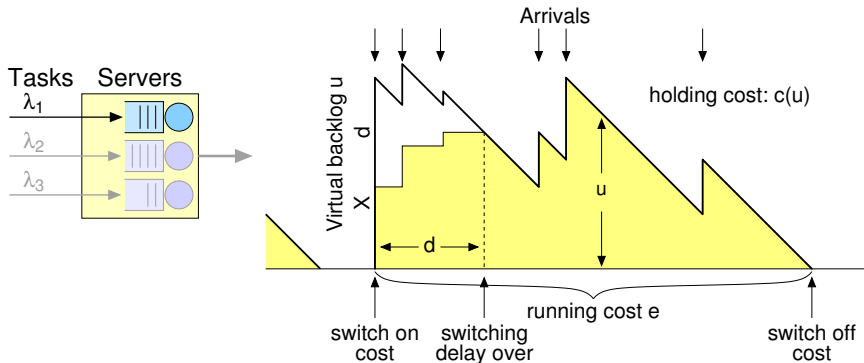 Tasks
Servers
λ1
λ2
λ3
Arrivals
Virtual backlog u
d
X
holding cost: c(u)
u
d
running cost e
switch on
cost
switching
delay over
switch off
cost